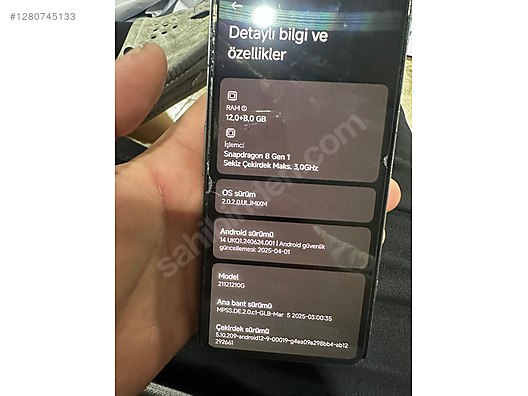 #1280745133
Detaylı bilgi ve
özellikler
RAM
12,0+8,0 GB
İşlemci
Snapdragon 8 Gen 1
Sekiz Çekirdek Maks. 3,0GHz
OS sürüm
2.0.2.0.ULJMIXM
Android sürümü
14 UKQ1.240624.001 | Android güvenlik
güncellemesi: 2025-04-01
Model
21121210G
Ana bant sürümü
MPSS.DE.2.0.c1-GLB-Mar 5 2025-03:00:35
Çekirdek sürümü
5.10.209-android12-9-00019-g4ea09a298bb4-ab12
292661
sahibinden.com